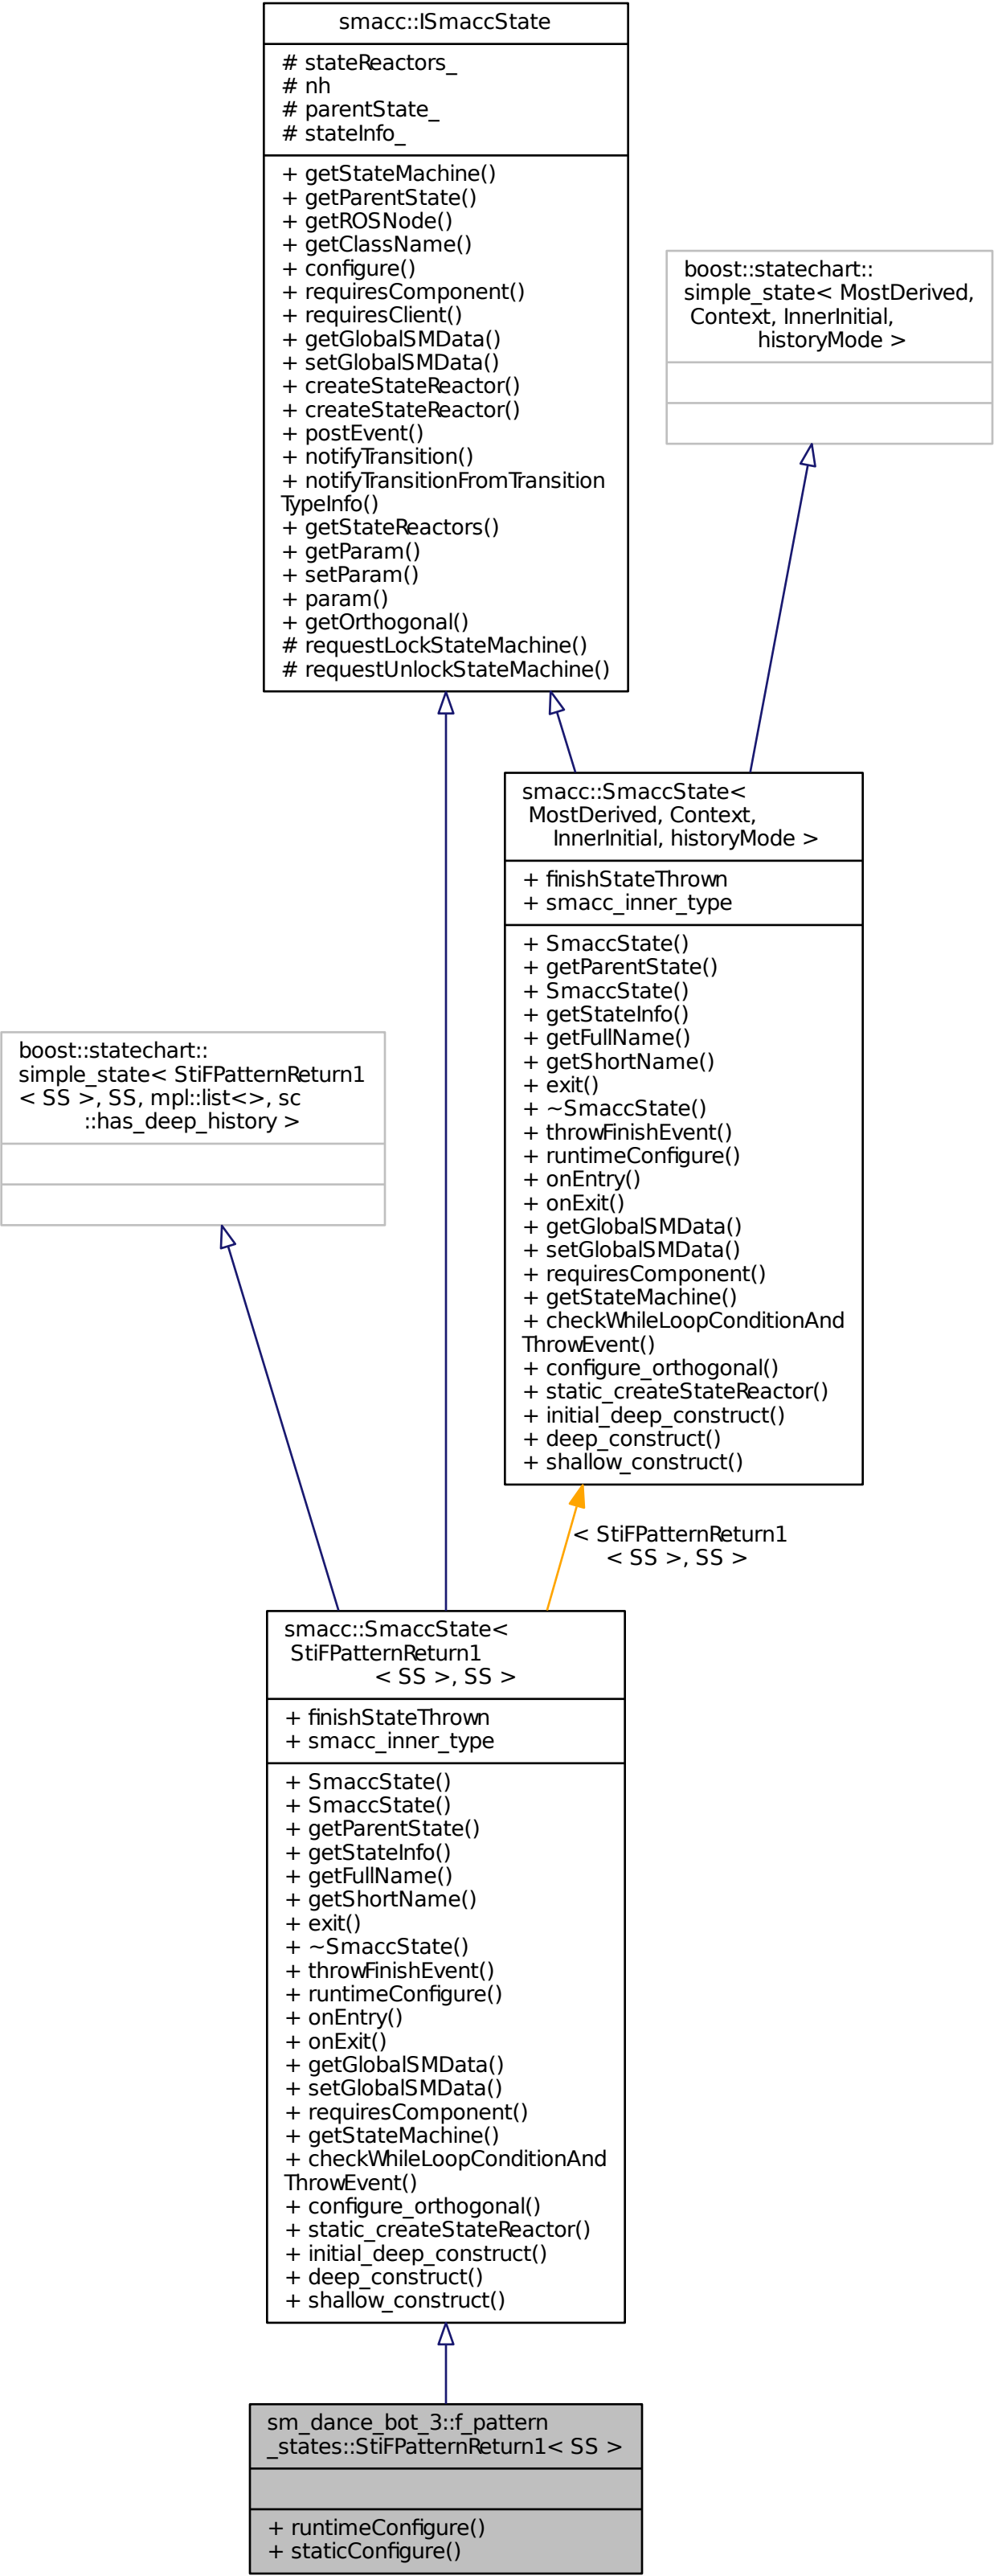 smacc::ISmaccState
# stateReactors_
# nh
# parentState_
# stateInfo_
+ getStateMachine()
+ getParentState()
+ getROSNode()
+ getClassName()
+ configure()
+ requiresComponent()
+ requiresClient()
+ getGlobalSMData()
+ setGlobalSMData()
+ createStateReactor()
+ createStateReactor()
+ postEvent()
+ notifyTransition()
+ notifyTransitionFromTransition
TypeInfo()
+ getStateReactors()
+ getParam()
+ setParam()
+ param()
+ getOrthogonal()
# requestLockStateMachine()
# requestUnlockStateMachine()
boost::statechart::
simple_state< MostDerived,
Context, InnerInitial,
historyMode >
smacc::SmaccState<
MostDerived, Context,
InnerInitial, historyMode >
+ finishStateThrown
+ smacc_inner_type
+ SmaccState()
+ getParentState()
+ SmaccState()
+ getStateInfo()
+ getFullName()
+ getShortName()
+ exit()
+ ~SmaccState()
+ throwFinishEvent()
+ runtimeConfigure()
+ onEntry()
+ onExit()
+ getGlobalSMData()
+ setGlobalSMData()
+ requiresComponent()
+ getStateMachine()
+ checkWhileLoopConditionAnd
ThrowEvent()
+ configure_orthogonal()
+ static_createStateReactor()
+ initial_deep_construct()
+ deep_construct()
+ shallow_construct()
boost::statechart::
simple_state< StiFPatternReturn1
< SS >, SS, mpl::list<>, sc
::has_deep_history >
< StiFPatternReturn1
< SS >, SS >
smacc::SmaccState<
StiFPatternReturn1
< SS >, SS >
+ finishStateThrown
+ smacc_inner_type
+ SmaccState()
+ SmaccState()
+ getParentState()
+ getStateInfo()
+ getFullName()
+ getShortName()
+ exit()
+ ~SmaccState()
+ throwFinishEvent()
+ runtimeConfigure()
+ onEntry()
+ onExit()
+ getGlobalSMData()
+ setGlobalSMData()
+ requiresComponent()
+ getStateMachine()
+ checkWhileLoopConditionAnd
ThrowEvent()
+ configure_orthogonal()
+ static_createStateReactor()
+ initial_deep_construct()
+ deep_construct()
+ shallow_construct()
sm_dance_bot_3::f_pattern
_states::StiFPatternReturn1< SS >
+ runtimeConfigure()
+ staticConfigure()